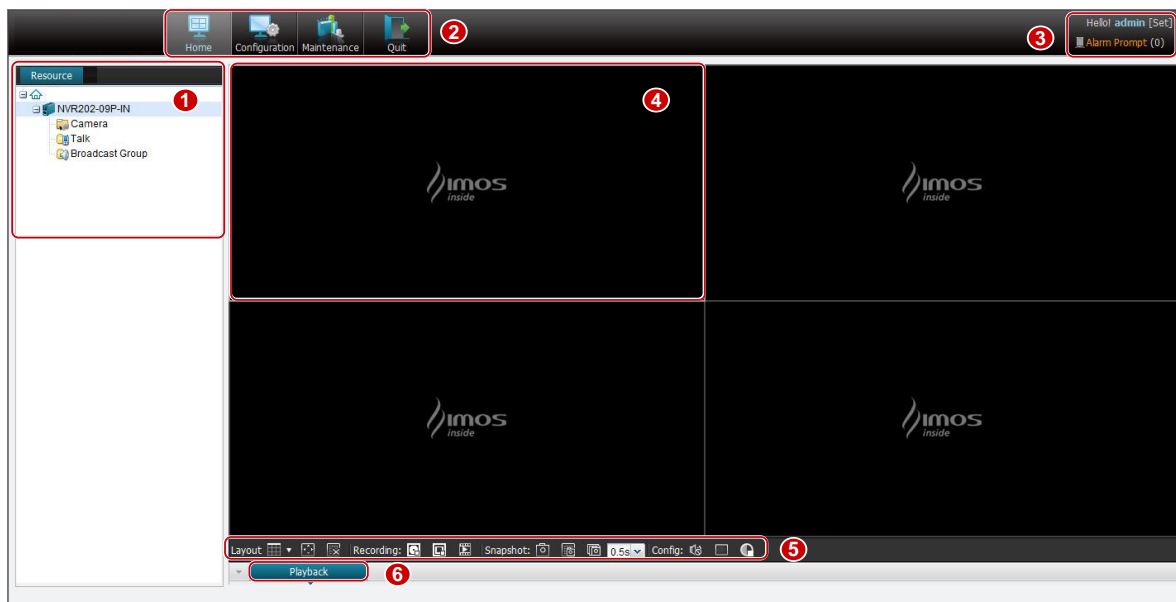 Home Configuration Maintenance Quit
2
3
Hello! admin [Set]
Alarm Prompt (0)
Resource
1
NVR202-09P-IN
Camera
Talk
Broadcast Group
4
imos
inside
imos
inside
imos
inside
imos
inside
Layout Recording: Snapshot: 0.5s Config:
5
Playback
6